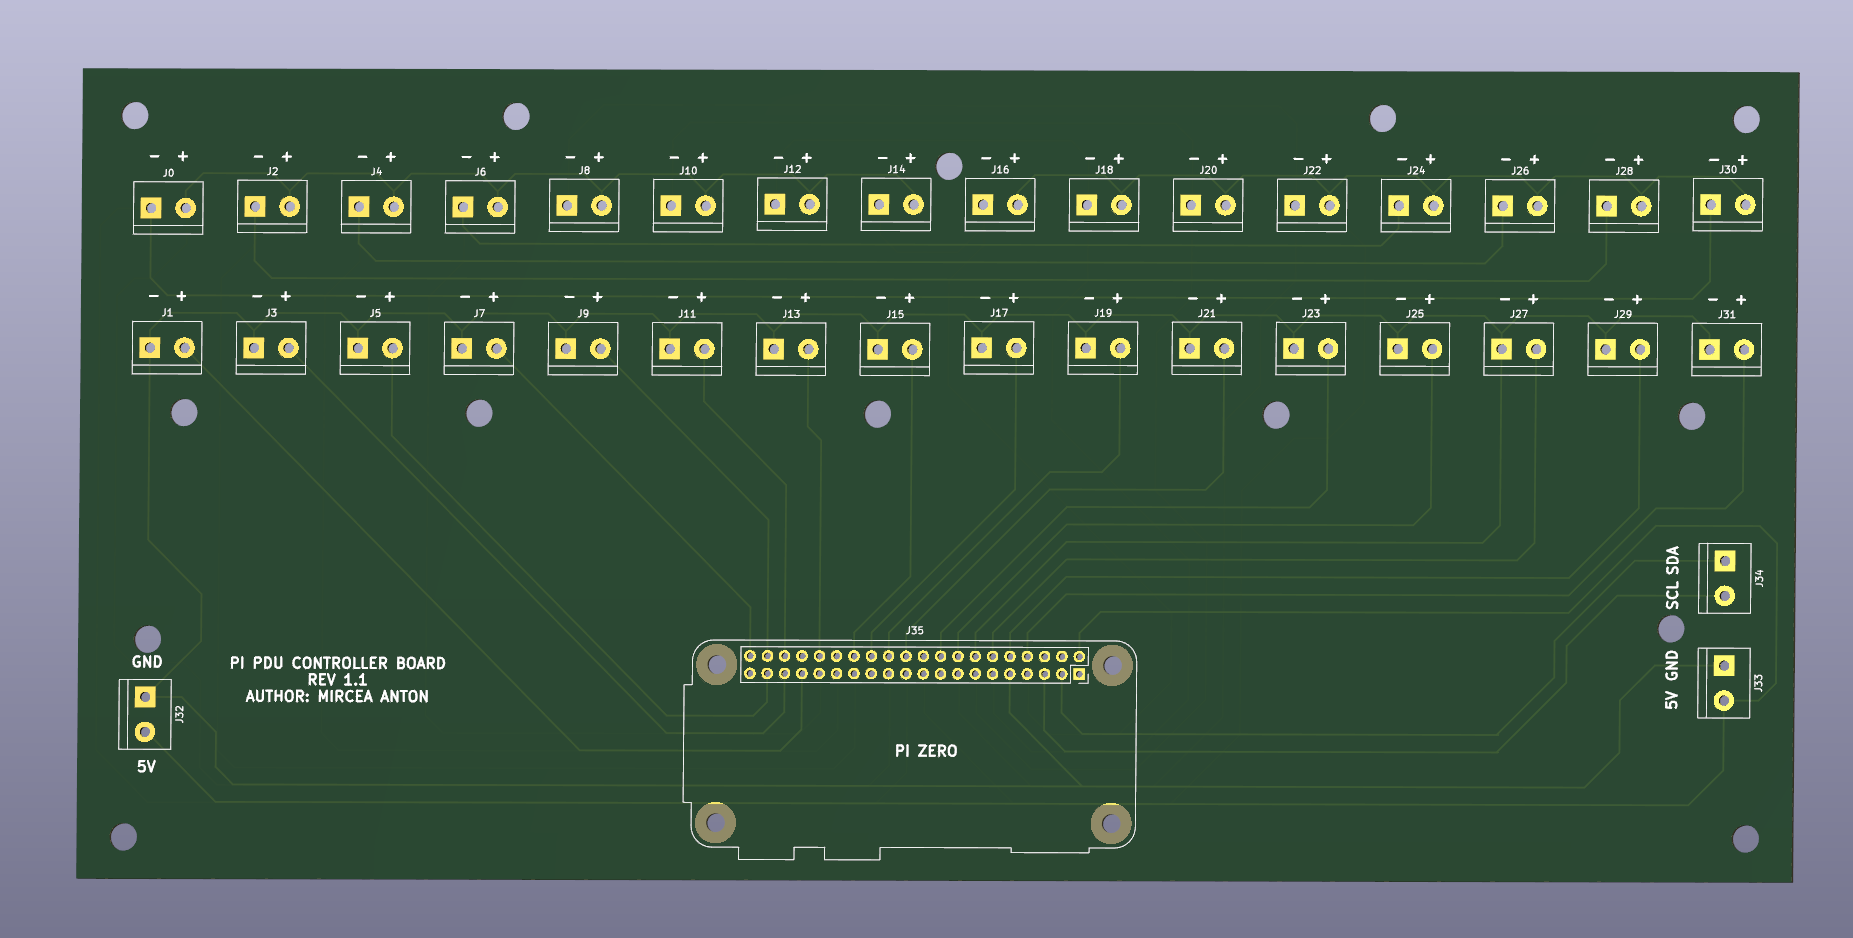 - + - + - + - + - + - + - + - + - + - + - + - + - + - + - + - +
J0 J2 J4 J6 J8 J10 J12 J14 J16 J18 J20 J22 J24 J26 J28 J30
- + - + - + - + - + - + - + - + - + - + - + - + - + - + - + - +
J1 J3 J5 J7 J9 J11 J13 J15 J17 J19 J21 J23 J25 J27 J29 J31
SCL SDA
J34
5V GND
J33
GND
J32
5V
PI PDU CONTROLLER BOARD
REV 1.1
AUTHOR: MIRCEA ANTON
J35
PI ZERO